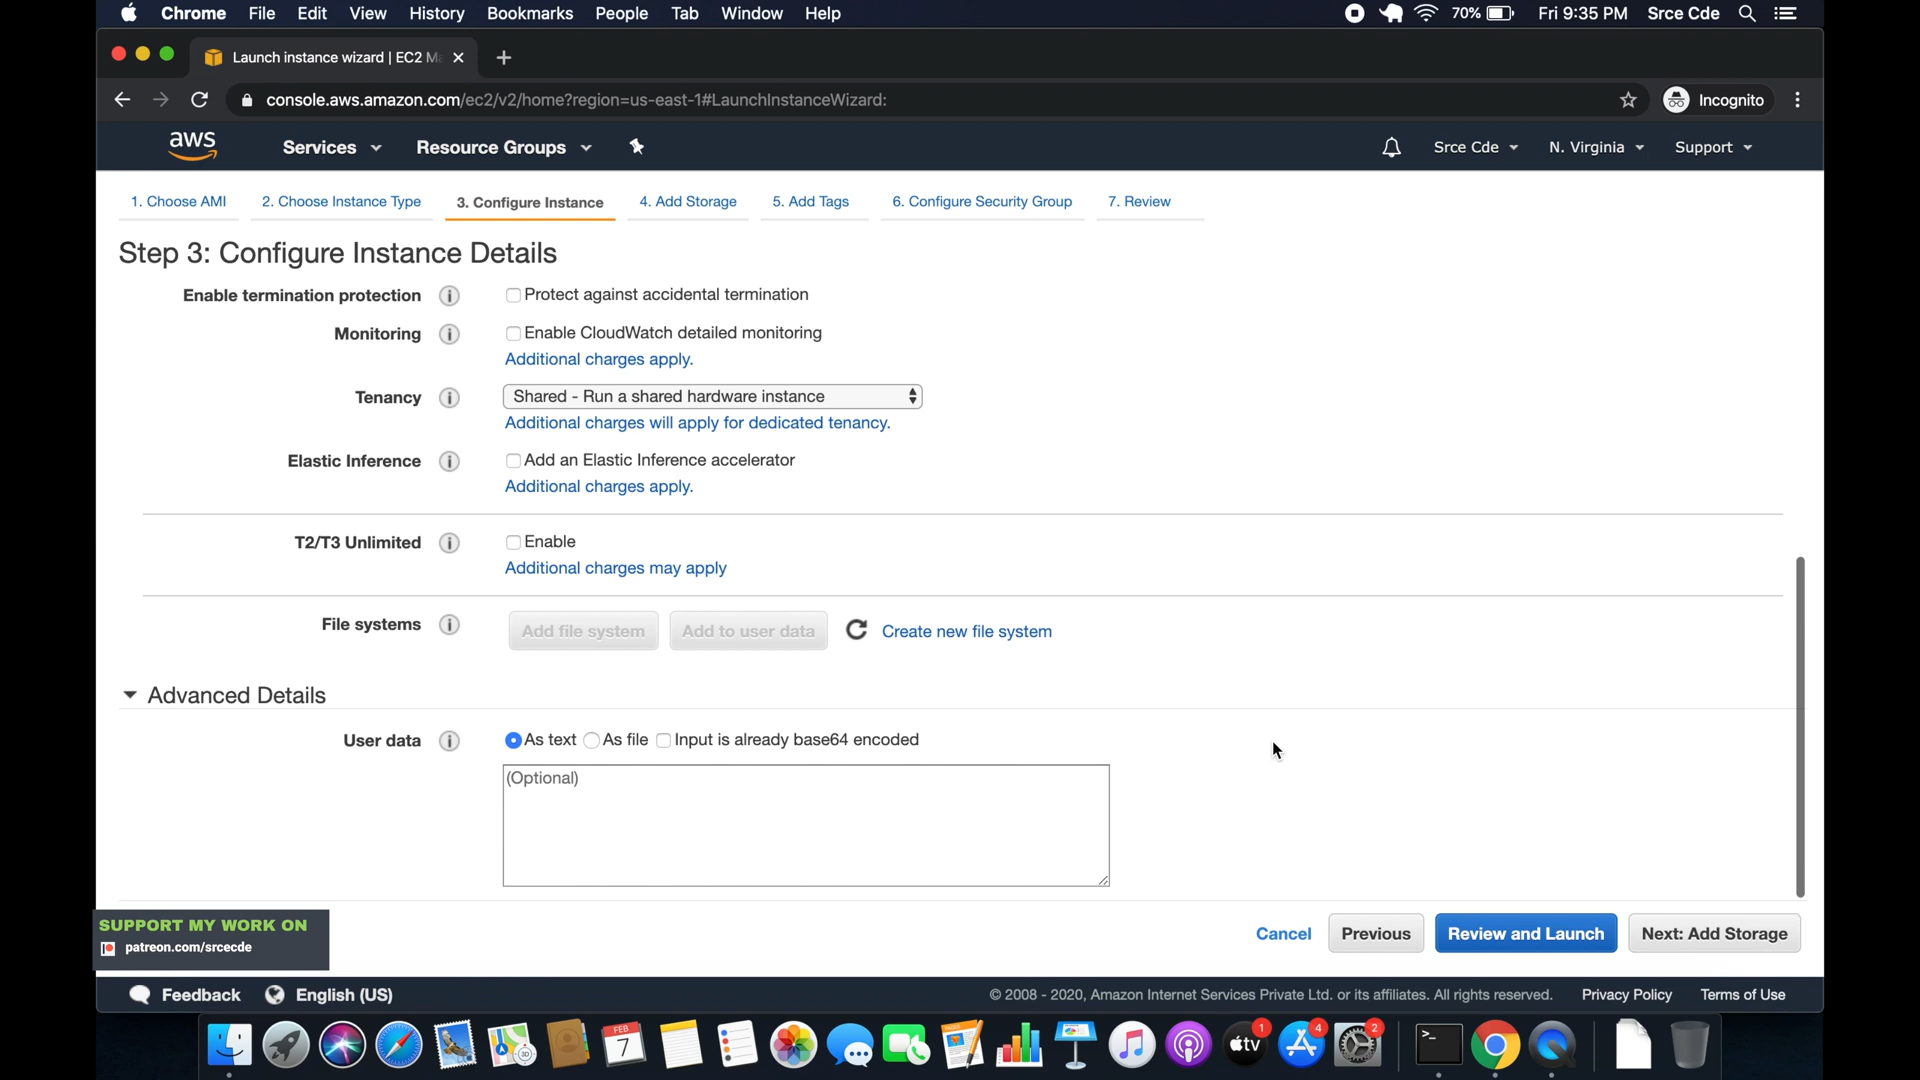 Chrome File Edit View History Bookmarks People Tab Window Help 70% Fri 9:35 PM Srce Cde
Launch instance wizard | EC2 Ma
console.aws.amazon.com/ec2/v2/home?region=us-east-1#LaunchInstanceWizard: Incognito
aws Services Resource Groups Srce Cde N. Virginia Support
1. Choose AMI 2. Choose Instance Type 3. Configure Instance 4. Add Storage 5. Add Tags 6. Configure Security Group 7. Review
Step 3: Configure Instance Details
Enable termination protection i Protect against accidental termination
Monitoring i Enable CloudWatch detailed monitoring
Additional charges apply.
Tenancy i Shared - Run a shared hardware instance
Additional charges will apply for dedicated tenancy.
Elastic Inference i Add an Elastic Inference accelerator
Additional charges apply.
T2/T3 Unlimited i Enable
Additional charges may apply
File systems i Add file system Add to user data Create new file system
Advanced Details
User data i As text As file Input is already base64 encoded
(Optional)
SUPPORT MY WORK ON
patreon.com/srcecde
Cancel Previous Review and Launch Next: Add Storage
Feedback English (US) © 2008 - 2020, Amazon Internet Services Private Ltd. or its affiliates. All rights reserved. Privacy Policy Terms of Use
FEB
7
3D
PAGES
tv
1
4
2
>_